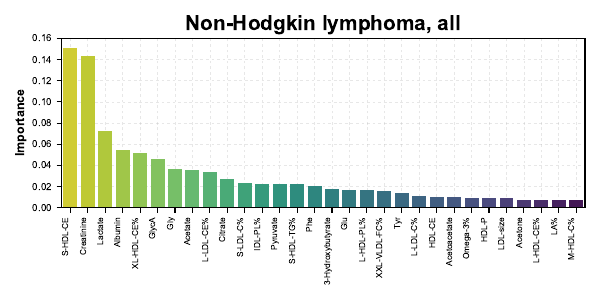 Non-Hodgkin lymphoma, all
Importance
0.16
0.14
0.12
0.10
0.08
0.06
0.04
0.02
0.00
S-HDL-CE
Creatinine
Lactate
Albumin
XL-HDL-CE%
GlycA
Gly
Acetate
L-LDL-CE%
Citrate
S-LDL-C%
IDL-PL%
Pyruvate
S-HDL-TG%
Phe
3-Hydroxybutyrate
Glu
L-HDL-PL%
XXL-VLDL-FC%
Tyr
L-LDL-C%
HDL-CE
Acetoacetate
Omega-3%
HDL-P
LDL-size
Acetone
L-HDL-CE%
LA%
M-HDL-C%